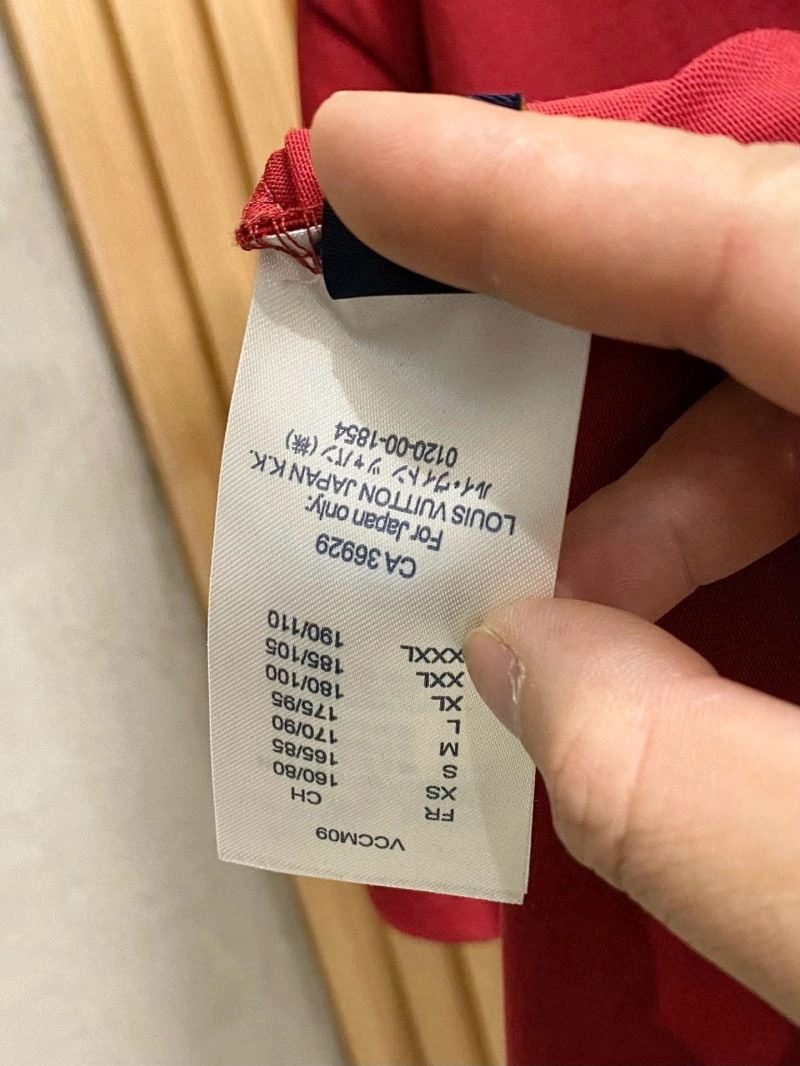 VCCM09
FR CH
XS 160/80
S 165/85
M 170/90
L 175/95
XL 180/100
XXL 185/105
XXXL 190/110
CA 36929
For Japan only:
LOUIS VUITTON JAPAN K.K.
ルイ・ヴィトン ジャパン (株)
0120-00-1854